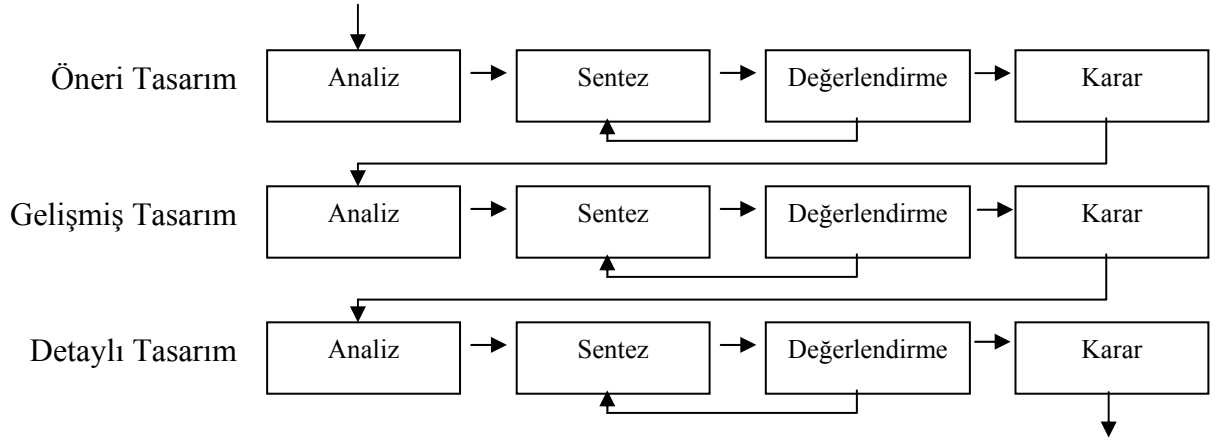 Öneri Tasarım Analiz Sentez Değerlendirme Karar
Gelişmiş Tasarım Analiz Sentez Değerlendirme Karar
Detaylı Tasarım Analiz Sentez Değerlendirme Karar